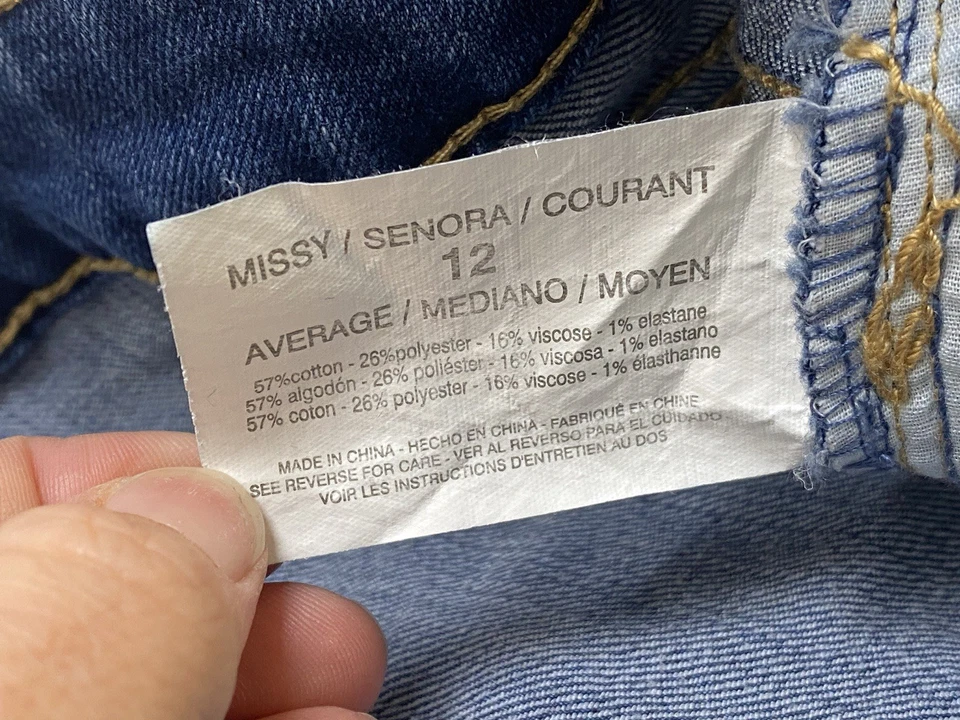 MISSY / SENORA / COURANT
12
AVERAGE / MEDIANO / MOYEN
57%cotton - 26%polyester - 16% viscose - 1% elastane
57% algodón - 26% poliéster - 16% viscosa - 1% elastano
57% coton - 26% polyester - 16% viscose - 1% élasthanne
MADE IN CHINA - HECHO EN CHINA - FABRIQUÉ EN CHINE
SEE REVERSE FOR CARE - VER AL REVERSO PARA EL CUIDADO
VOIR LES INSTRUCTIONS D'ENTRETIEN AU DOS